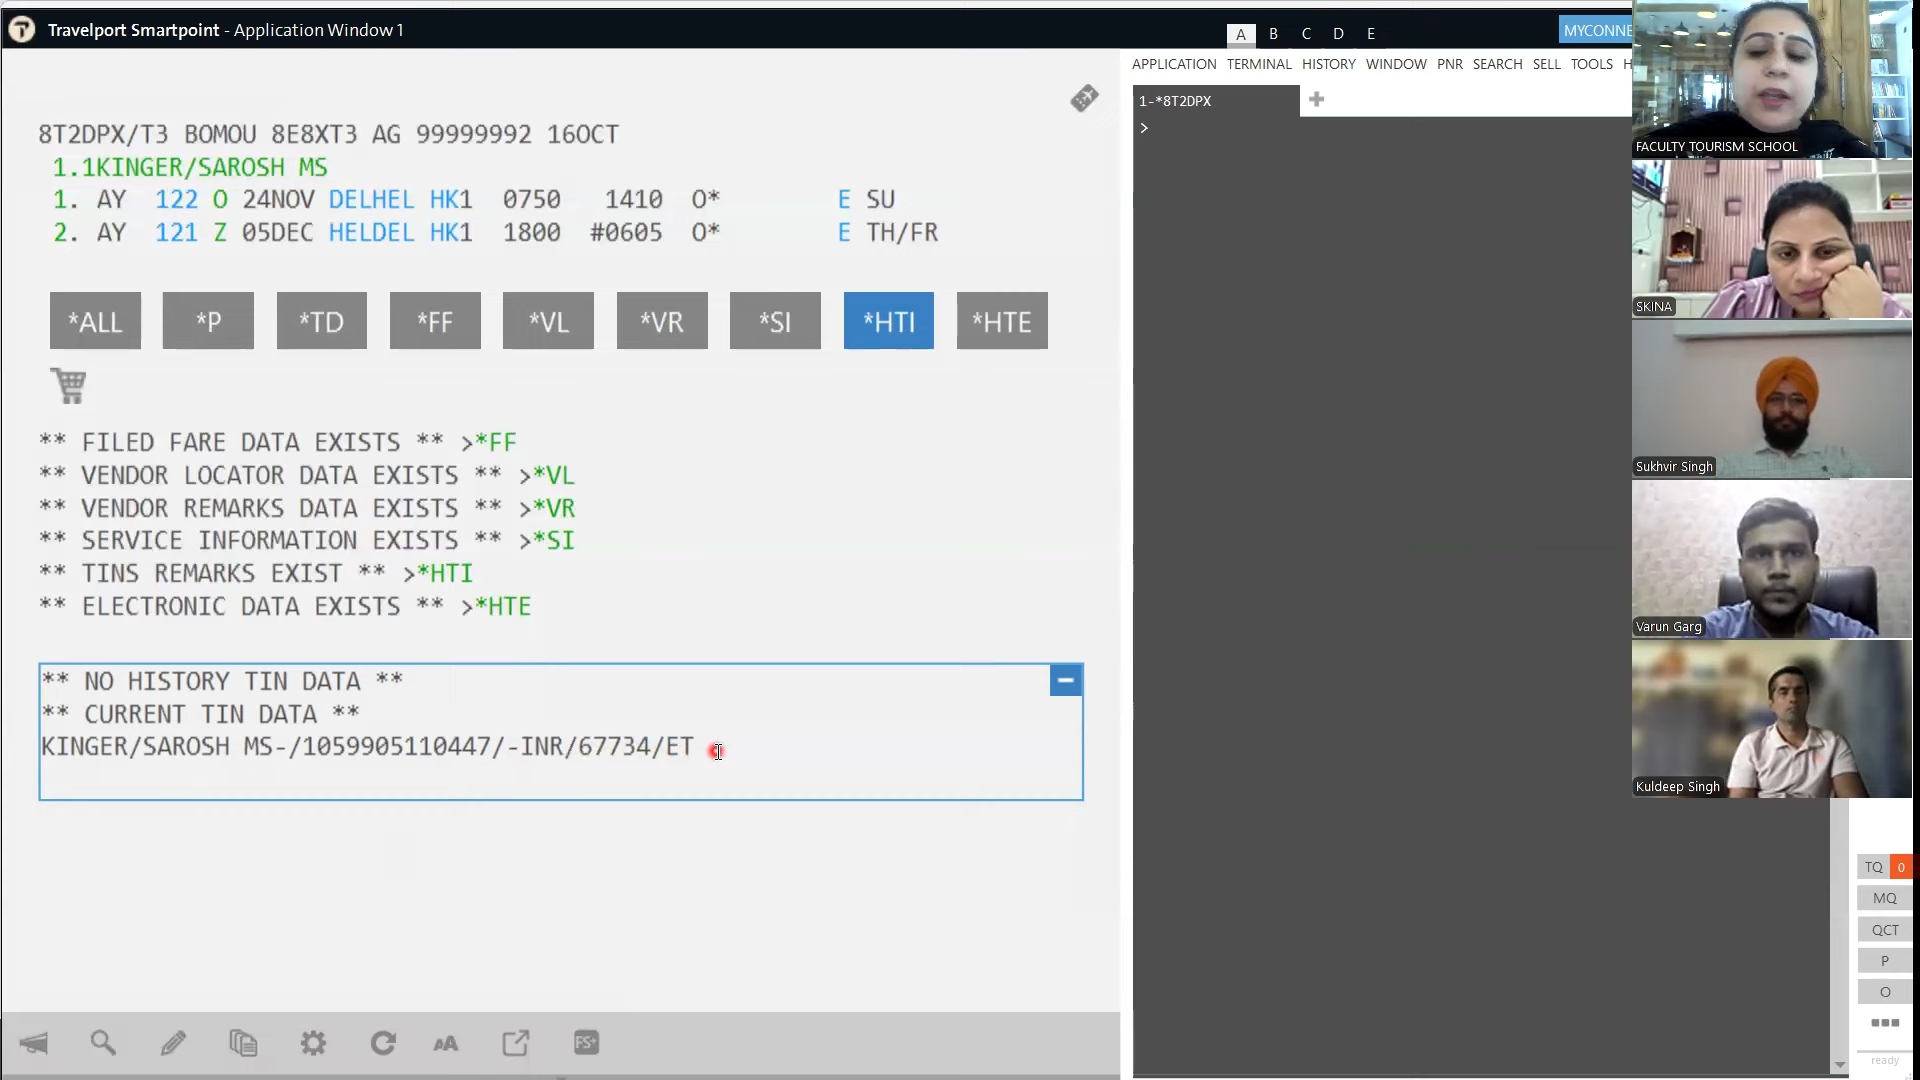 Travelport Smartpoint - Application Window 1
A B C D E
MYCONNE
APPLICATION TERMINAL HISTORY WINDOW PNR SEARCH SELL TOOLS H
1-*8T2DPX
>
8T2DPX/T3 BOMOU 8E8XT3 AG 99999992 16OCT
1.1KINGER/SAROSH MS
1. AY 122 O 24NOV DELHEL HK1 0750 1410 O* E SU
2. AY 121 Z 05DEC HELDEL HK1 1800 #0605 O* E TH/FR
*ALL *P *TD *FF *VL *VR *SI *HTI *HTE
** FILED FARE DATA EXISTS ** >*FF
** VENDOR LOCATOR DATA EXISTS ** >*VL
** VENDOR REMARKS DATA EXISTS ** >*VR
** SERVICE INFORMATION EXISTS ** >*SI
** TINS REMARKS EXIST ** >*HTI
** ELECTRONIC DATA EXISTS ** >*HTE
** NO HISTORY TIN DATA **
** CURRENT TIN DATA **
KINGER/SAROSH MS-/1059905110447/-INR/67734/ET
AA
FS+
FACULTY TOURISM SCHOOL
SKINA
Sukhvir Singh
Varun Garg
Kuldeep Singh
TQ 0
MQ
QCT
P
O
ready